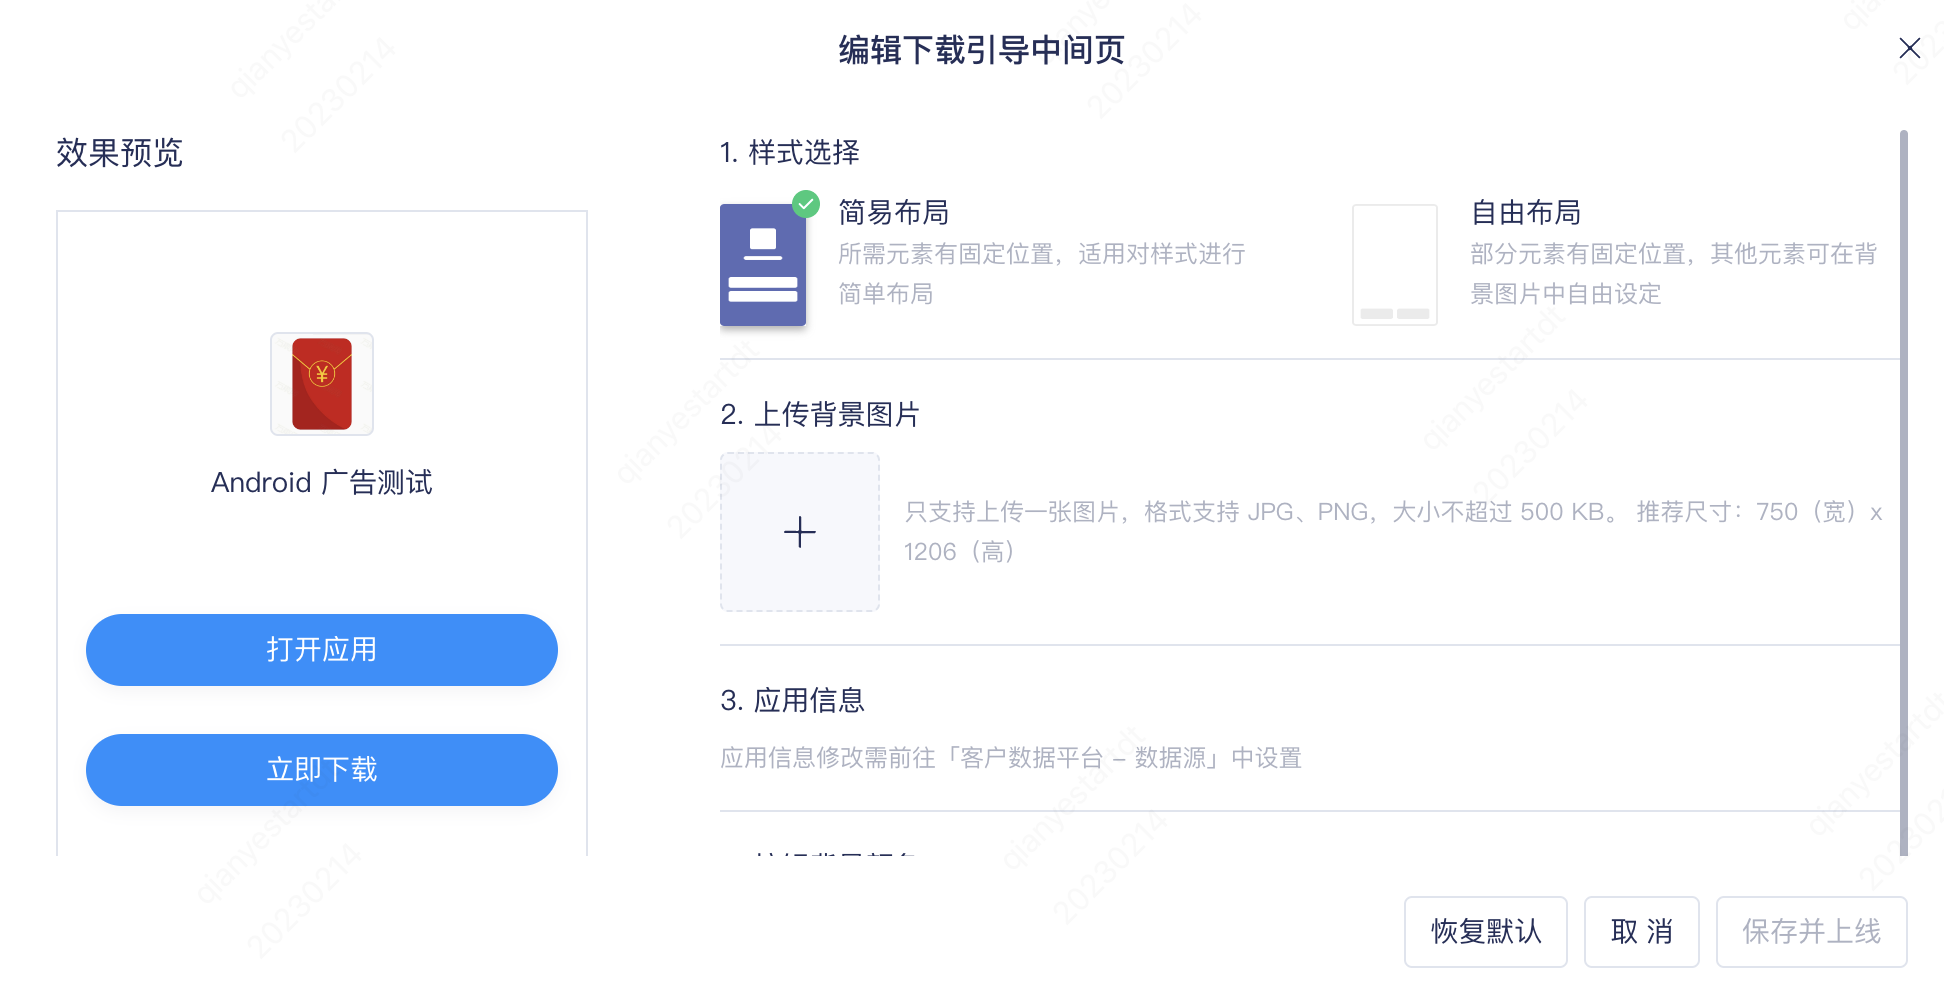 编辑下载引导中间页
效果预览
¥
Android 广告测试
打开应用
立即下载
1. 样式选择
简易布局
所需元素有固定位置，适用对样式进行
简单布局
自由布局
部分元素有固定位置，其他元素可在背
景图片中自由设定
2. 上传背景图片
只支持上传一张图片，格式支持 JPG、PNG，大小不超过 500 KB。 推荐尺寸：750（宽）x
1206（高）
3. 应用信息
应用信息修改需前往「客户数据平台 – 数据源」中设置
恢复默认
取 消
保存并上线
qianyestartdt
20230214